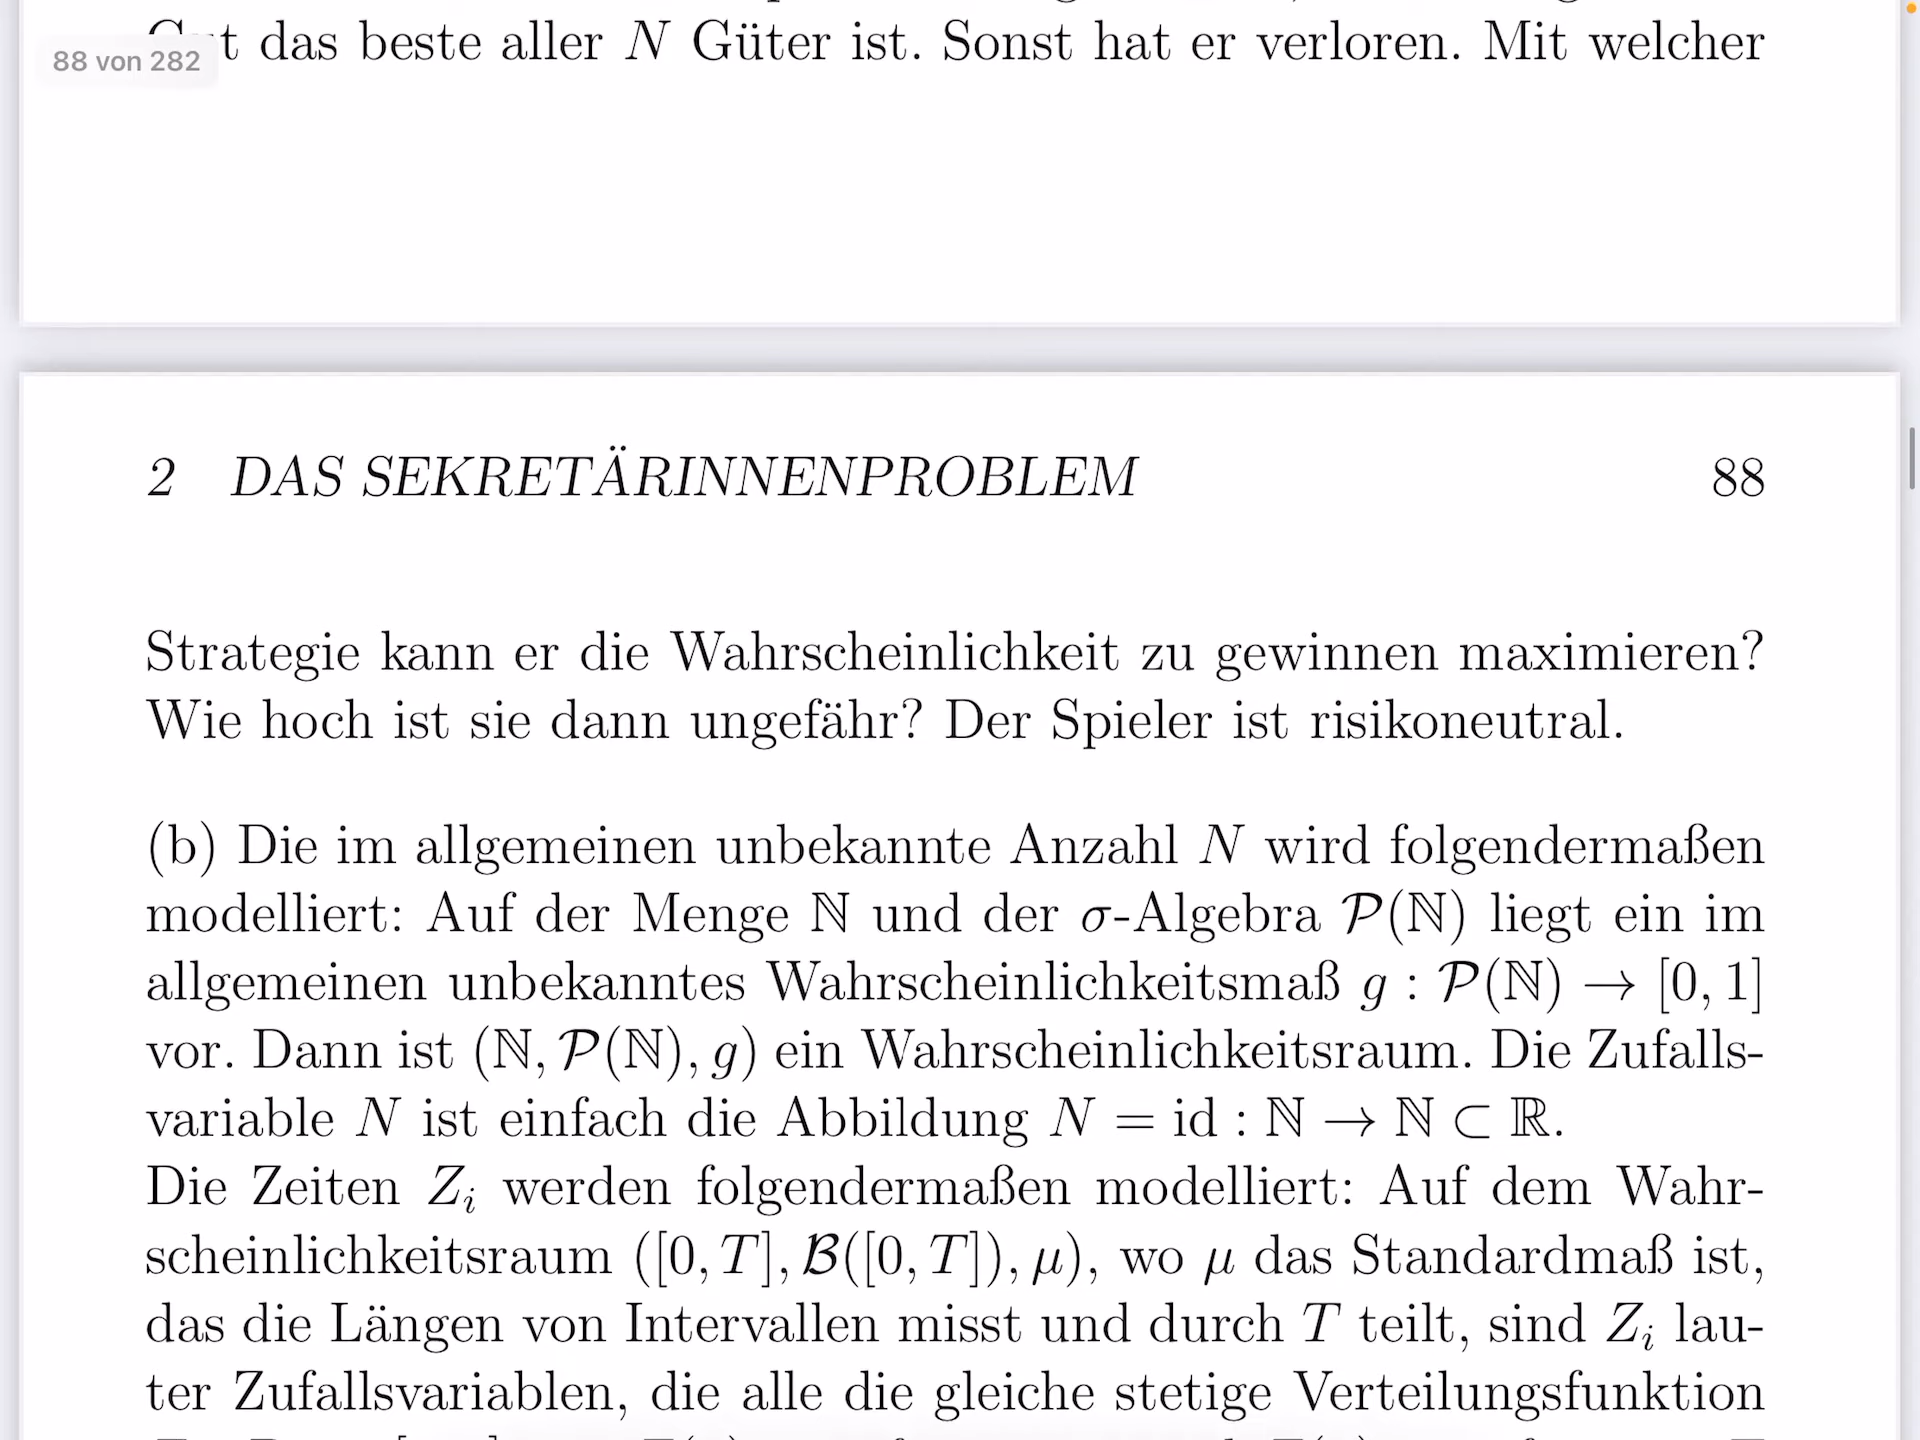 Gut das beste aller N Güter ist. Sonst hat er verloren. Mit welcher
88 von 282
2 DAS SEKRETÄRINNENPROBLEM 88
Strategie kann er die Wahrscheinlichkeit zu gewinnen maximieren?
Wie hoch ist sie dann ungefähr? Der Spieler ist risikoneutral.
(b) Die im allgemeinen unbekannte Anzahl N wird folgendermaßen
modelliert: Auf der Menge ℕ und der σ-Algebra 𝒫(ℕ) liegt ein im
allgemeinen unbekanntes Wahrscheinlichkeitsmaß g : 𝒫(ℕ) → [0, 1]
vor. Dann ist (ℕ, 𝒫(ℕ), g) ein Wahrscheinlichkeitsraum. Die Zufalls-
variable N ist einfach die Abbildung N = id : ℕ → ℕ ⊂ ℝ.
Die Zeiten Z_i werden folgendermaßen modelliert: Auf dem Wahr-
scheinlichkeitsraum ([0, T], ℬ([0, T]), μ), wo μ das Standardmaß ist,
das die Längen von Intervallen misst und durch T teilt, sind Z_i lau-
ter Zufallsvariablen, die alle die gleiche stetige Verteilungsfunktion